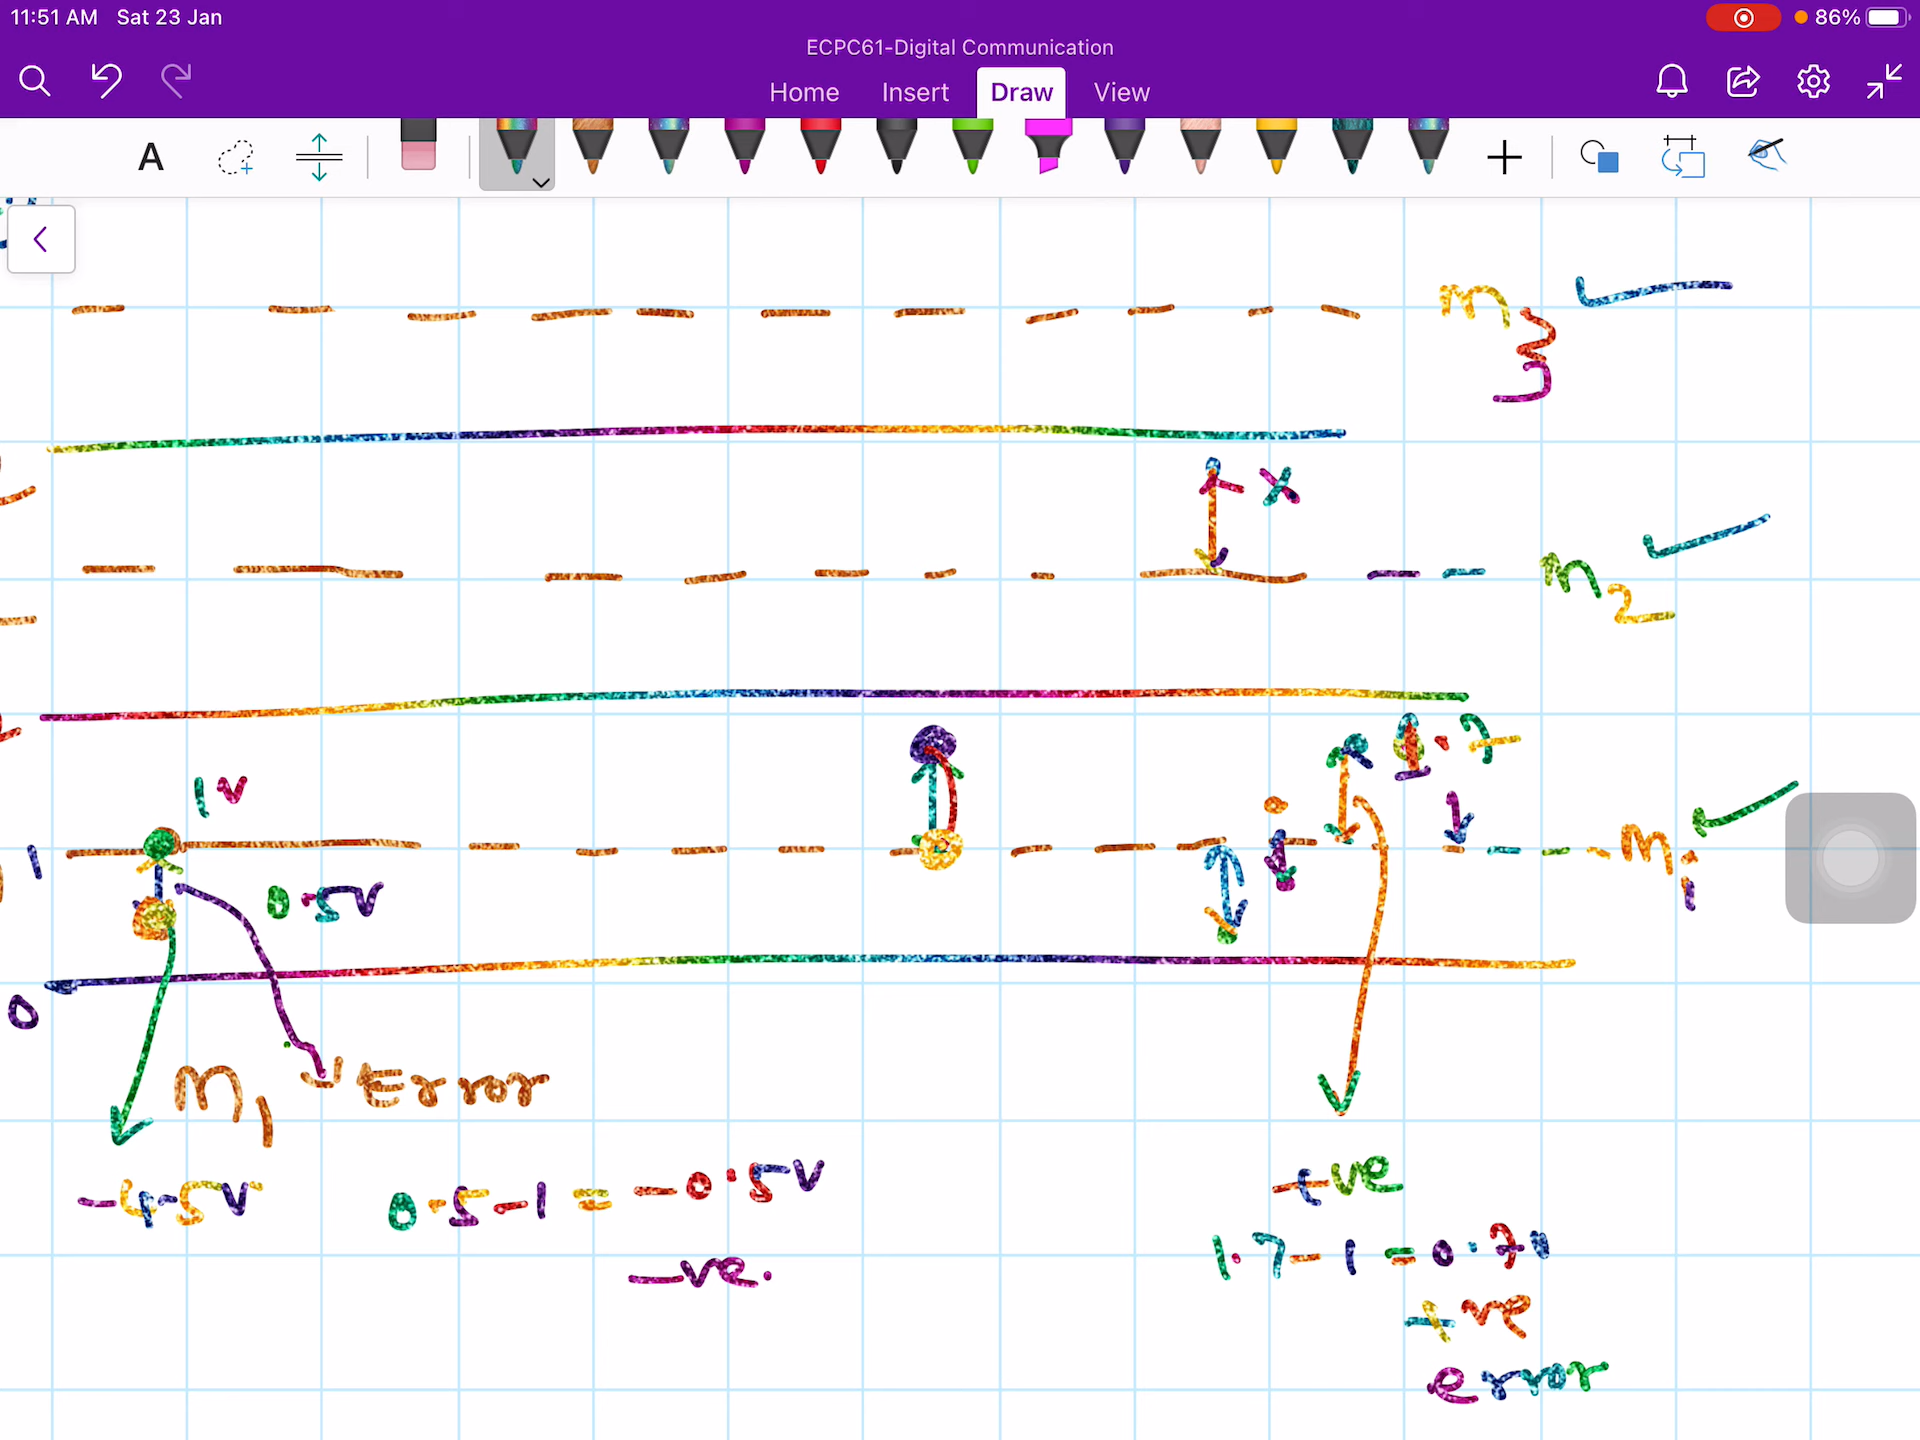 11:51 AM Sat 23 Jan
86%
ECPC61-Digital Communication
Home Insert Draw View
A
m3
x
m2
1.7
1v
1
0.5V
m1
0
m1 Error
-4.5V
0.5-1 = -0.5V
-ve.
+ve
1.7-1 = 0.7v
+ve
error